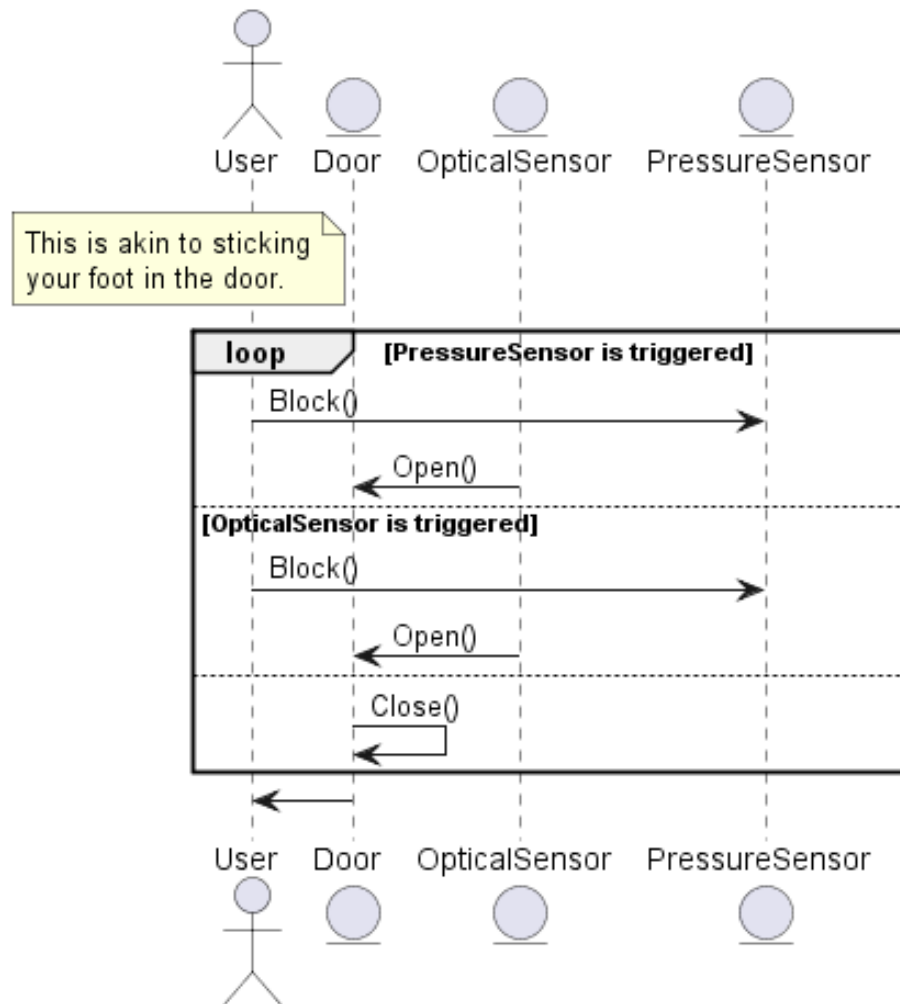 User Door OpticalSensor PressureSensor
This is akin to sticking
your foot in the door.
loop [PressureSensor is triggered]
Block()
Open()
[OpticalSensor is triggered]
Block()
Open()
Close()
User Door OpticalSensor PressureSensor